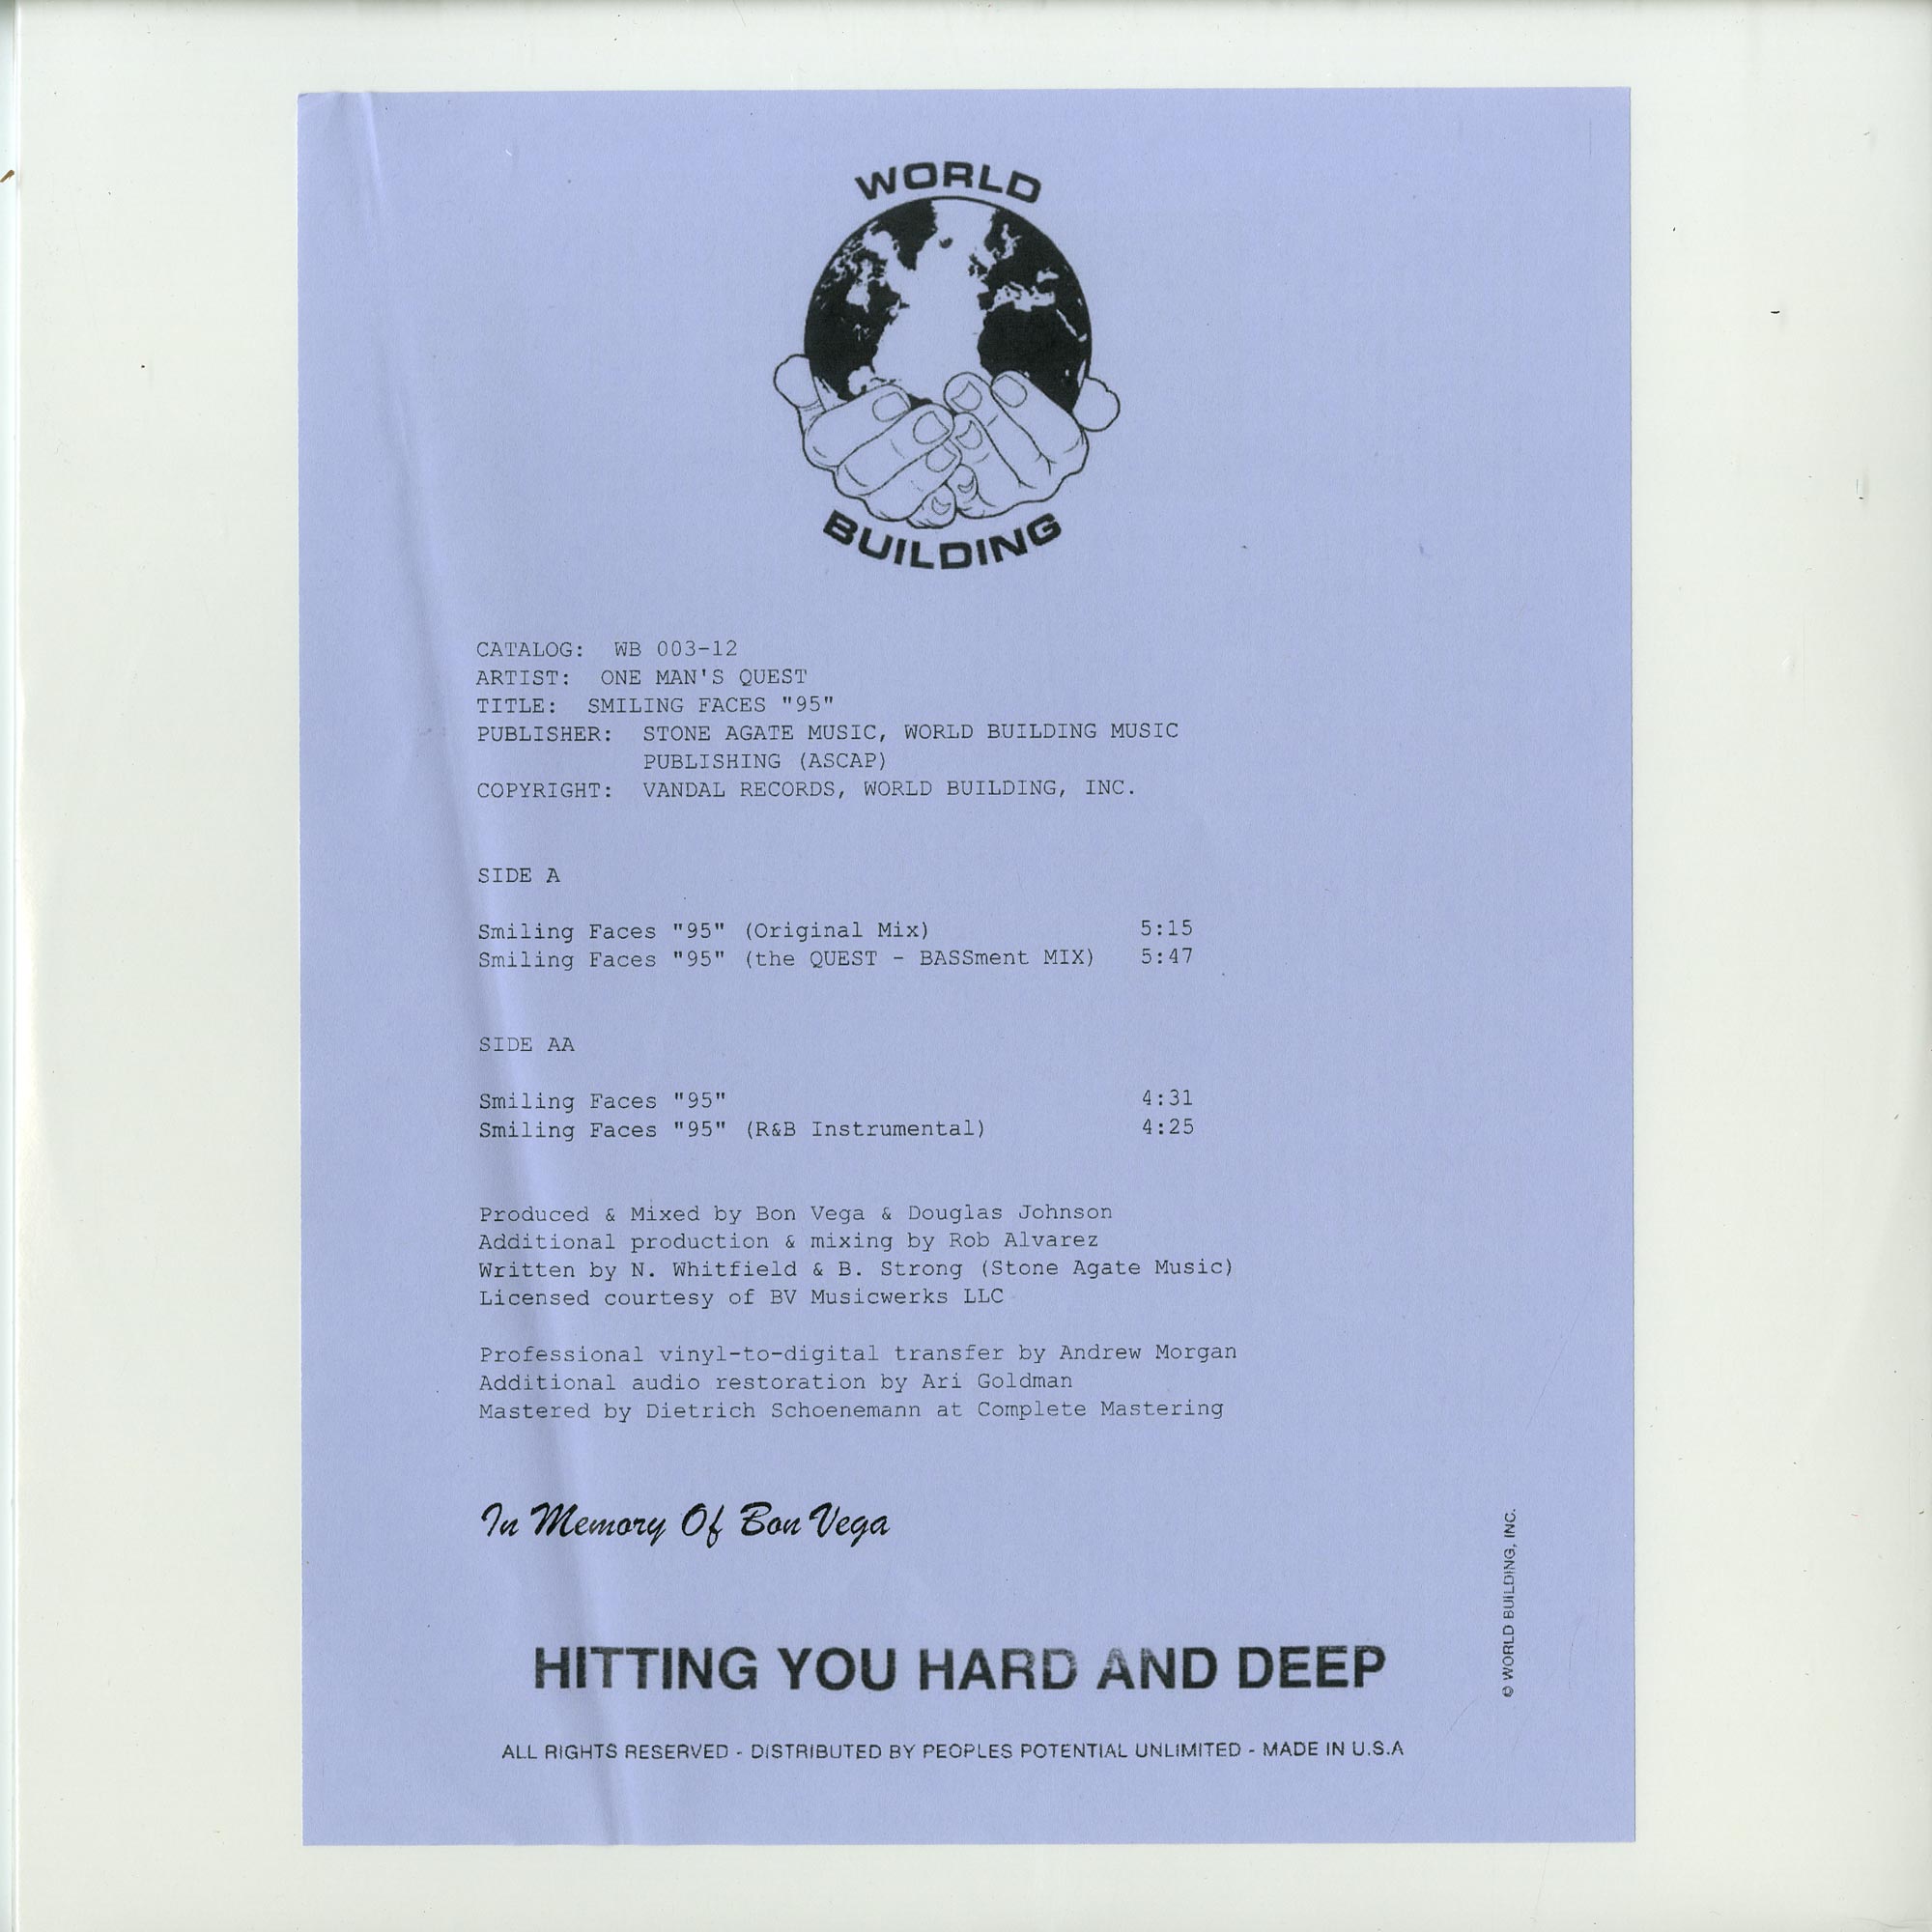 WORLD
BUILDING
CATALOG: WB 003-12
ARTIST: ONE MAN'S QUEST
TITLE: SMILING FACES "95"
PUBLISHER: STONE AGATE MUSIC, WORLD BUILDING MUSIC
PUBLISHING (ASCAP)
COPYRIGHT: VANDAL RECORDS, WORLD BUILDING, INC.
SIDE A
Smiling Faces "95" (Original Mix) 5:15
Smiling Faces "95" (the QUEST - BASSment MIX) 5:47
SIDE AA
Smiling Faces "95" 4:31
Smiling Faces "95" (R&B Instrumental) 4:25
Produced & Mixed by Bon Vega & Douglas Johnson
Additional production & mixing by Rob Alvarez
Written by N. Whitfield & B. Strong (Stone Agate Music)
Licensed courtesy of BV Musicwerks LLC
Professional vinyl-to-digital transfer by Andrew Morgan
Additional audio restoration by Ari Goldman
Mastered by Dietrich Schoenemann at Complete Mastering
In Memory Of Bon Vega
© WORLD BUILDING, INC.
HITTING YOU HARD AND DEEP
ALL RIGHTS RESERVED - DISTRIBUTED BY PEOPLES POTENTIAL UNLIMITED - MADE IN U.S.A